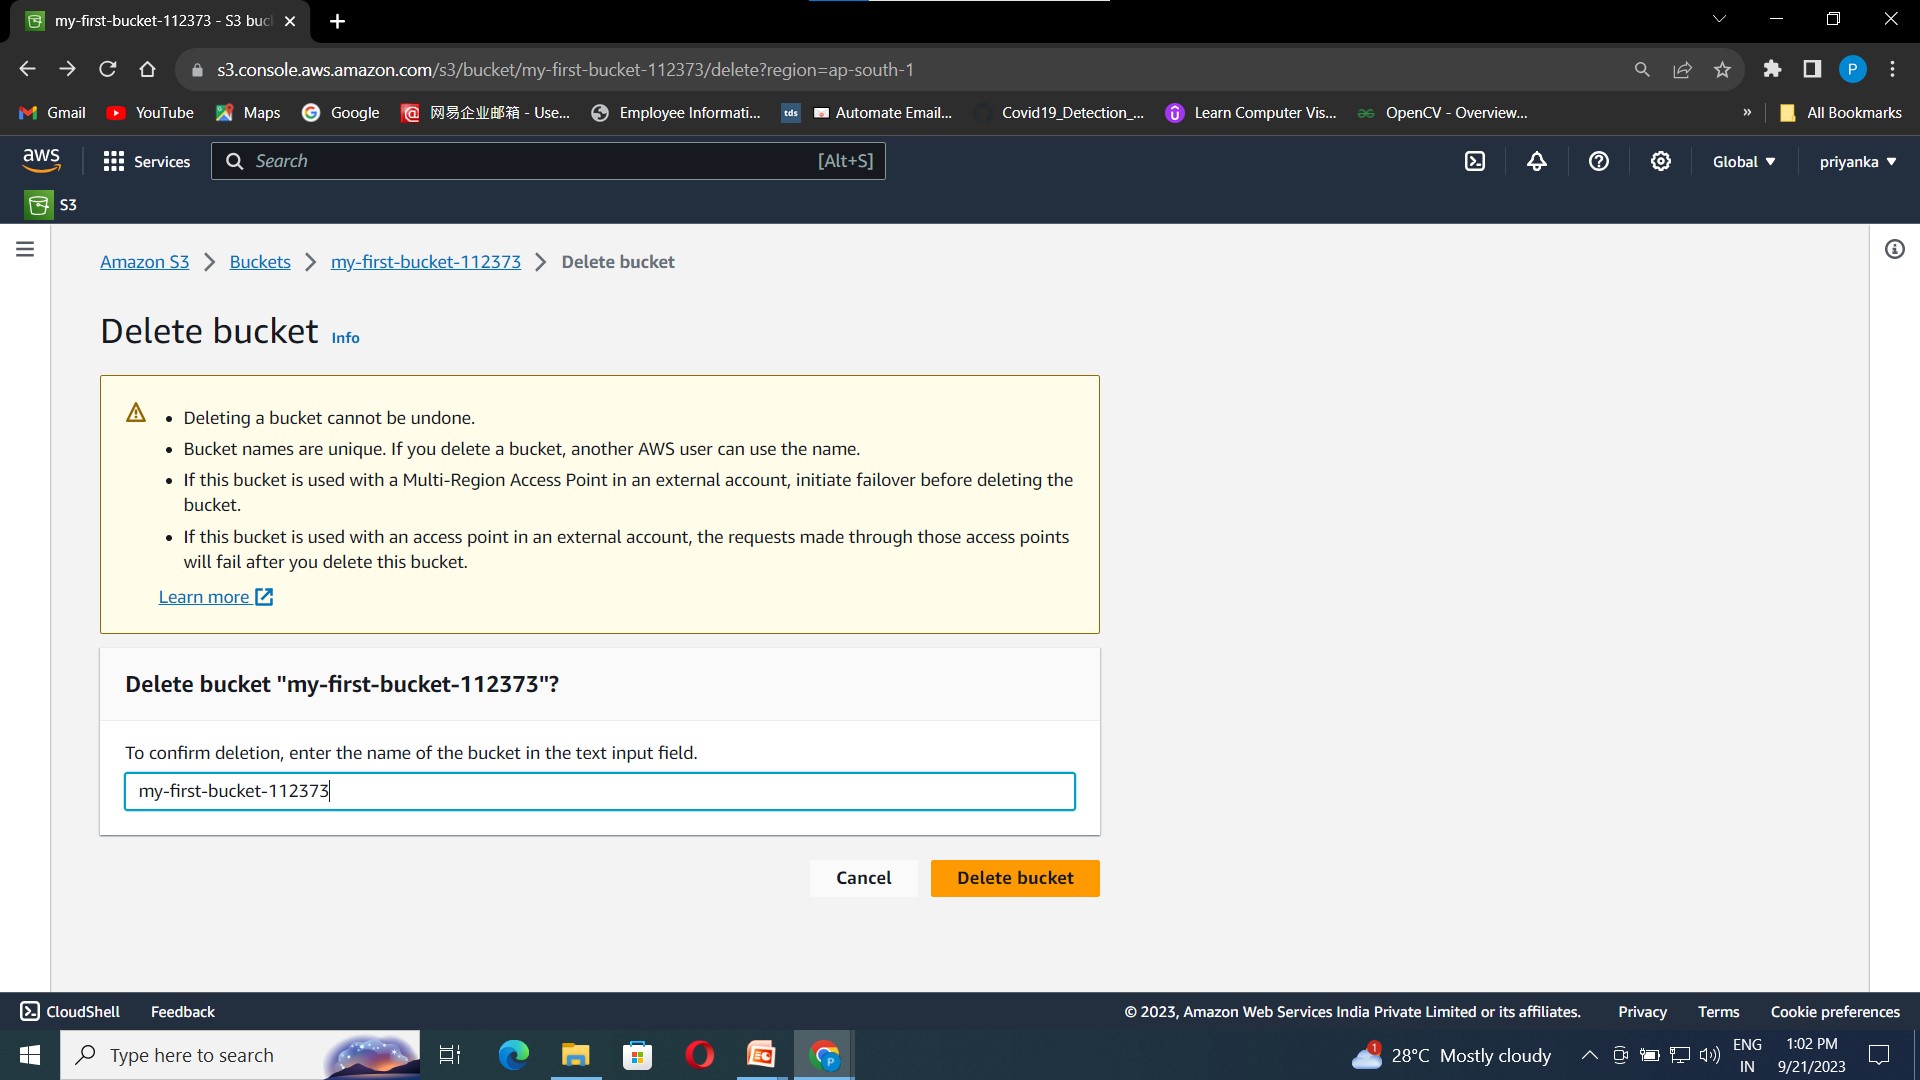 my-first-bucket-112373 - S3 buc
s3.console.aws.amazon.com/s3/bucket/my-first-bucket-112373/delete?region=ap-south-1
P
Gmail YouTube Maps Google 网易企业邮箱 - Use... Employee Informati... tds Automate Email... Covid19_Detection_... Learn Computer Vis... OpenCV - Overview... » All Bookmarks
aws Services Search [Alt+S] Global priyanka
S3
Amazon S3 Buckets my-first-bucket-112373 Delete bucket
Delete bucket Info
• Deleting a bucket cannot be undone.
• Bucket names are unique. If you delete a bucket, another AWS user can use the name.
• If this bucket is used with a Multi-Region Access Point in an external account, initiate failover before deleting the
bucket.
• If this bucket is used with an access point in an external account, the requests made through those access points
will fail after you delete this bucket.
Learn more
Delete bucket "my-first-bucket-112373"?
To confirm deletion, enter the name of the bucket in the text input field.
my-first-bucket-112373
Cancel Delete bucket
CloudShell Feedback © 2023, Amazon Web Services India Private Limited or its affiliates. Privacy Terms Cookie preferences
Type here to search 1 28°C Mostly cloudy ENG IN 1:02 PM 9/21/2023